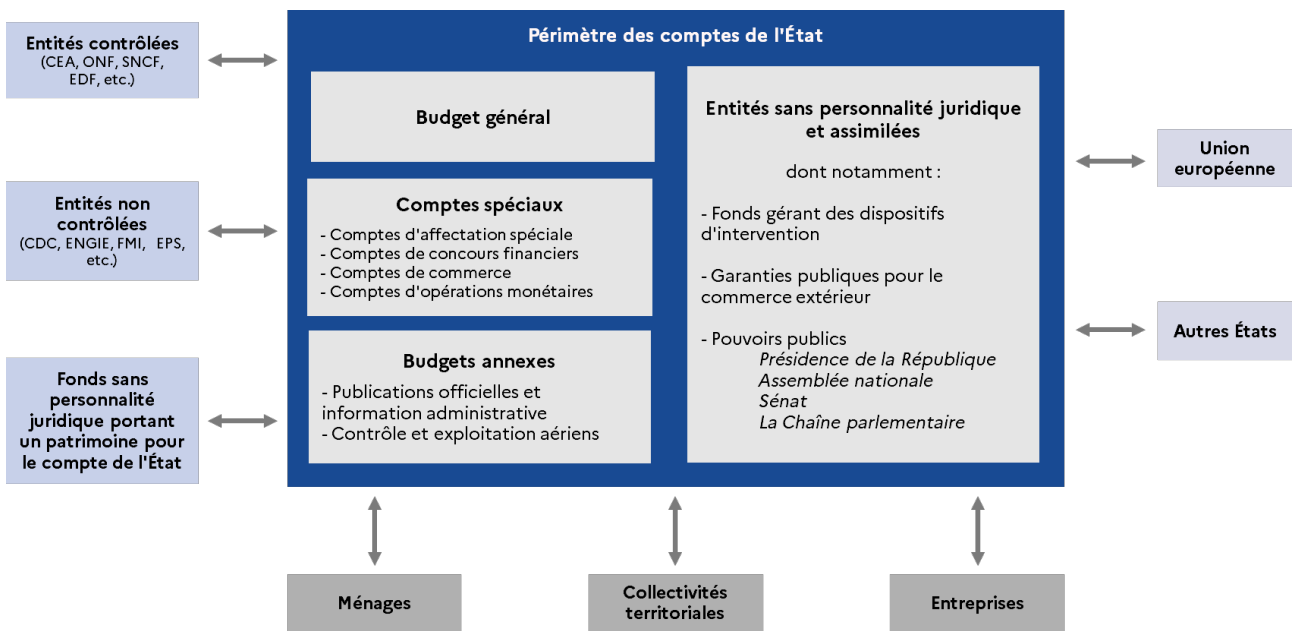 Entités contrôlées
(CEA, ONF, SNCF,
EDF, etc.)
Entités non
contrôlées
(CDC, ENGIE, FMI, EPS,
etc.)
Fonds sans
personnalité
juridique portant
un patrimoine pour
le compte de l'État
Périmètre des comptes de l'État
Budget général
Comptes spéciaux
- Comptes d'affectation spéciale
- Comptes de concours financiers
- Comptes de commerce
- Comptes d'opérations monétaires
Budgets annexes
- Publications officielles et
information administrative
- Contrôle et exploitation aériens
Entités sans personnalité juridique
et assimilées
dont notamment :
- Fonds gérant des dispositifs
d'intervention
- Garanties publiques pour le
commerce extérieur
- Pouvoirs publics
Présidence de la République
Assemblée nationale
Sénat
La Chaîne parlementaire
Union
européenne
Autres États
Ménages
Collectivités
territoriales
Entreprises